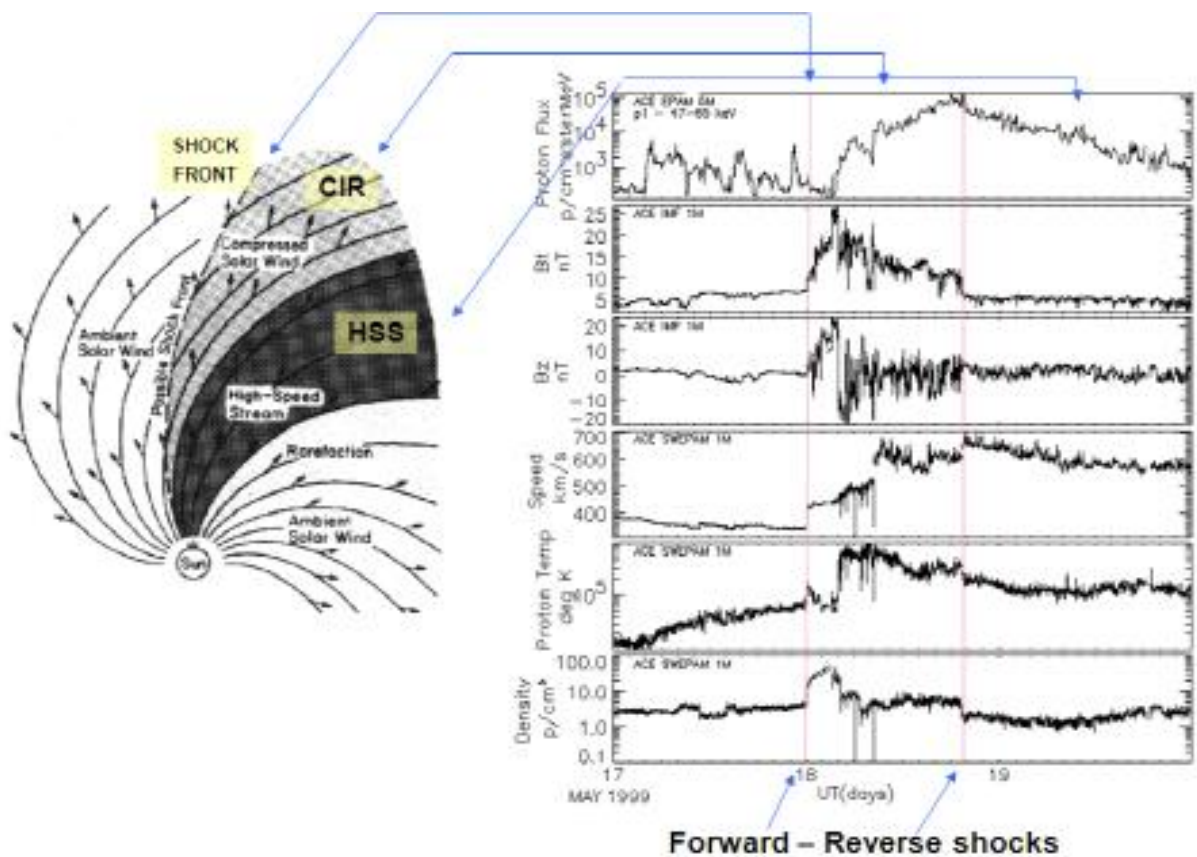 SHOCK
FRONT
CIR
Compressed
Solar Wind
Possible Shock Front
Ambient
Solar Wind
HSS
High-Speed
Stream
Rarefaction
Ambient
Solar Wind
Sun
Proton Flux
10^5
10^4
10^3
ACE EPAM 5M
Bt
nT
25
20
15
10
5
ACE IMF 1M
Bz
nT
20
10
0
-10
-20
ACE IMF 1M
Speed
km/s
700
600
500
400
ACE SWEPAM 1M
Proton Temp
deg K
10^5
ACE SWEPAM 1M
Density
100.0
10.0
1.0
0.1
ACE SWEPAM 1M
17
18
19
MAY 1999
UT(days)
Forward – Reverse shocks